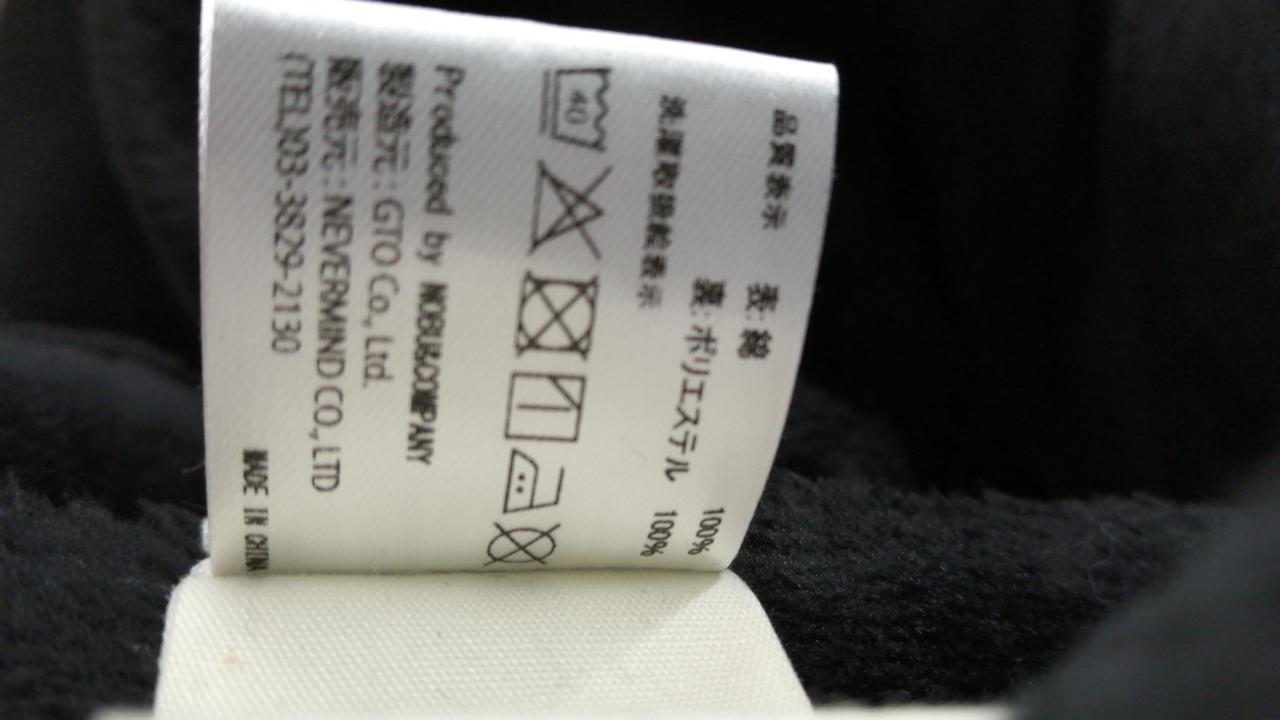 品質表示
表: 綿 100%
裏: ポリエステル 100%
洗濯取扱絵表示
40
Produced by NOBU&COMPANY
製造元: GTO Co., Ltd.
販売元: NEVERMIND CO., LTD
(TEL)03-3829-2130
MADE IN CHINA